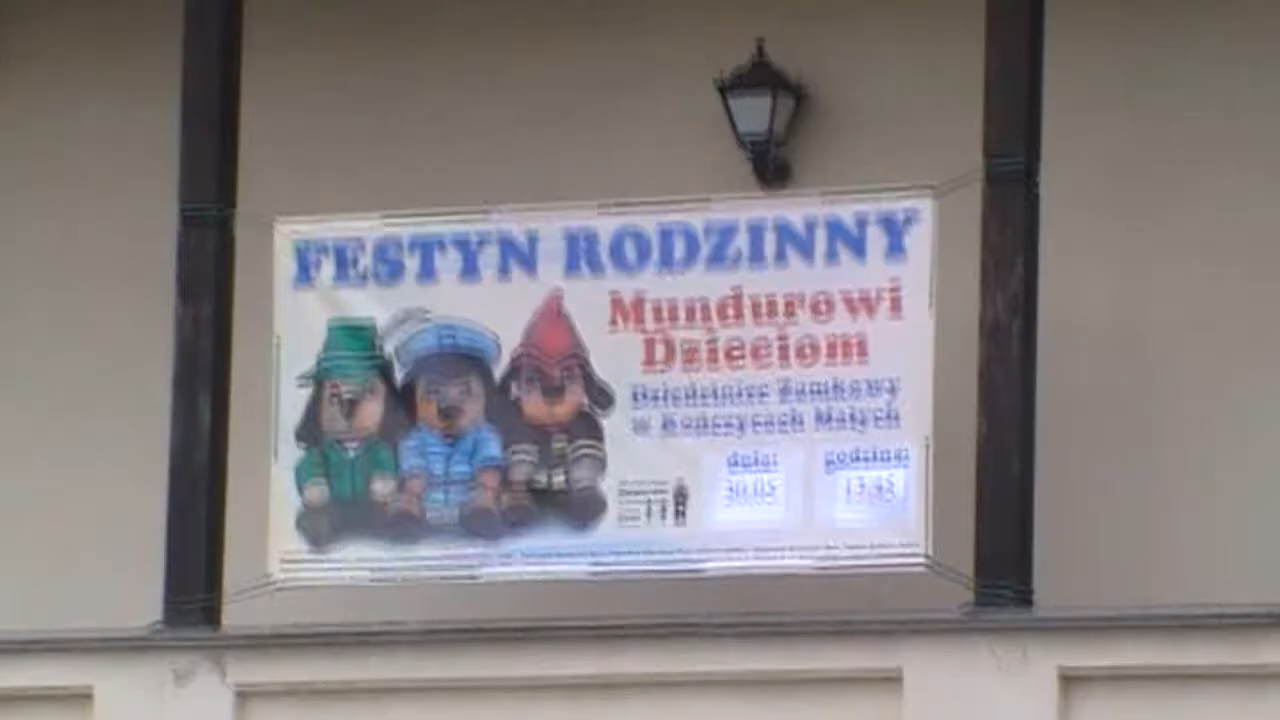 FESTYN RODZINNY
Mundurowi
Dzieciom
Dziedziniec Zamkowy
w Kończycach Małych
dnia: godzina:
30.05 13.45